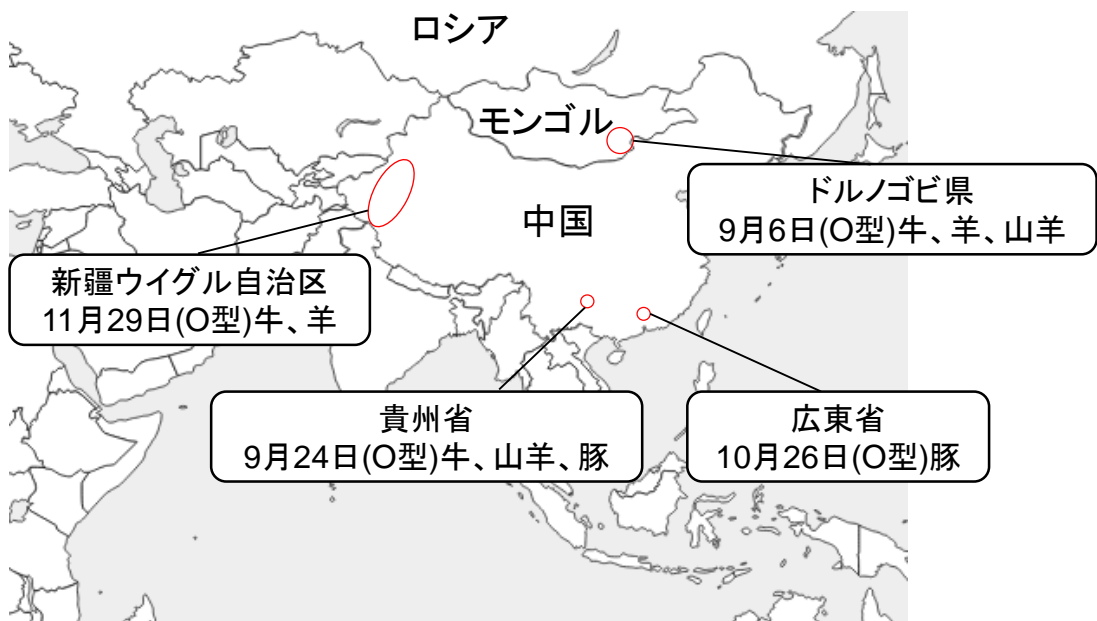 ロシア
モンゴル
ドルノゴビ県
9月6日(O型)牛、羊、山羊
中国
新疆ウイグル自治区
11月29日(O型)牛、羊
貴州省
9月24日(O型)牛、山羊、豚
広東省
10月26日(O型)豚